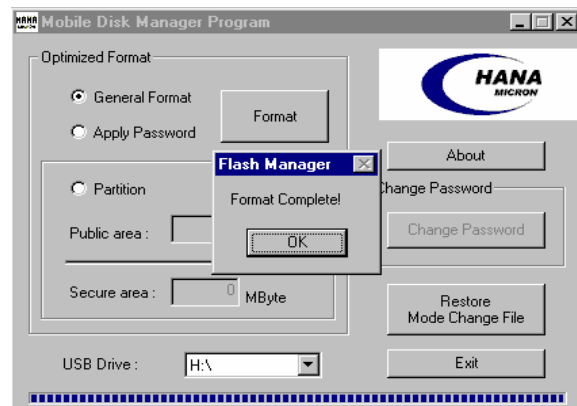 HANA Mobile Disk Manager Program
Optimized Format
General Format
Apply Password
Format
HANA
MICRON
About
Flash Manager
Format Complete!
OK
Partition
Public area :
Secure area :
0
MByte
Change Password
Change Password
Restore
Mode Change File
USB Drive :
H:\
Exit